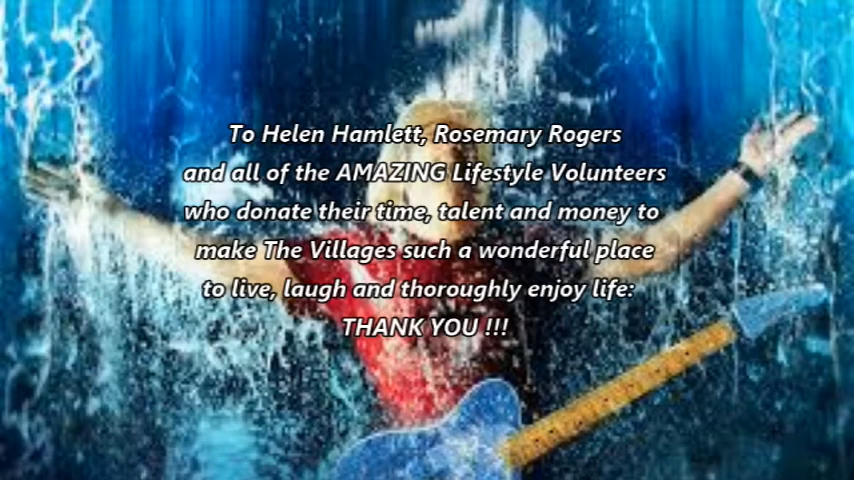 To Helen Hamlett, Rosemary Rogers
and all of the AMAZING Lifestyle Volunteers
who donate their time, talent and money to
make The Villages such a wonderful place
to live, laugh and thoroughly enjoy life:
THANK YOU !!!